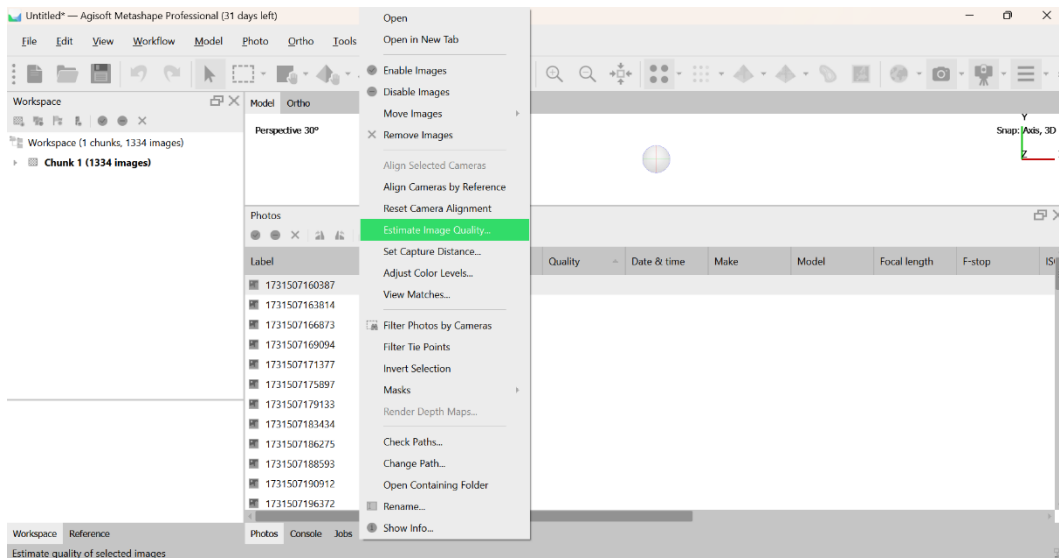 Untitled* — Agisoft Metashape Professional (31 days left)
File Edit View Workflow Model Photo Ortho Tools
Workspace
Workspace (1 chunks, 1334 images)
Chunk 1 (1334 images)
Model Ortho
Perspective 30°
Snap: Axis, 3D
Y
Z
Photos
Label Quality Date & time Make Model Focal length F-stop
1731507160387
1731507163814
1731507166873
1731507169094
1731507171377
1731507175897
1731507179133
1731507183434
1731507186275
1731507188593
1731507190912
1731507196372
Open
Open in New Tab
Enable Images
Disable Images
Move Images
Remove Images
Align Selected Cameras
Align Cameras by Reference
Reset Camera Alignment
Estimate Image Quality...
Set Capture Distance...
Adjust Color Levels...
View Matches...
Filter Photos by Cameras
Filter Tie Points
Invert Selection
Masks
Render Depth Maps...
Check Paths...
Change Path...
Open Containing Folder
Rename...
Show Info...
Workspace Reference
Photos Console Jobs
Estimate quality of selected images